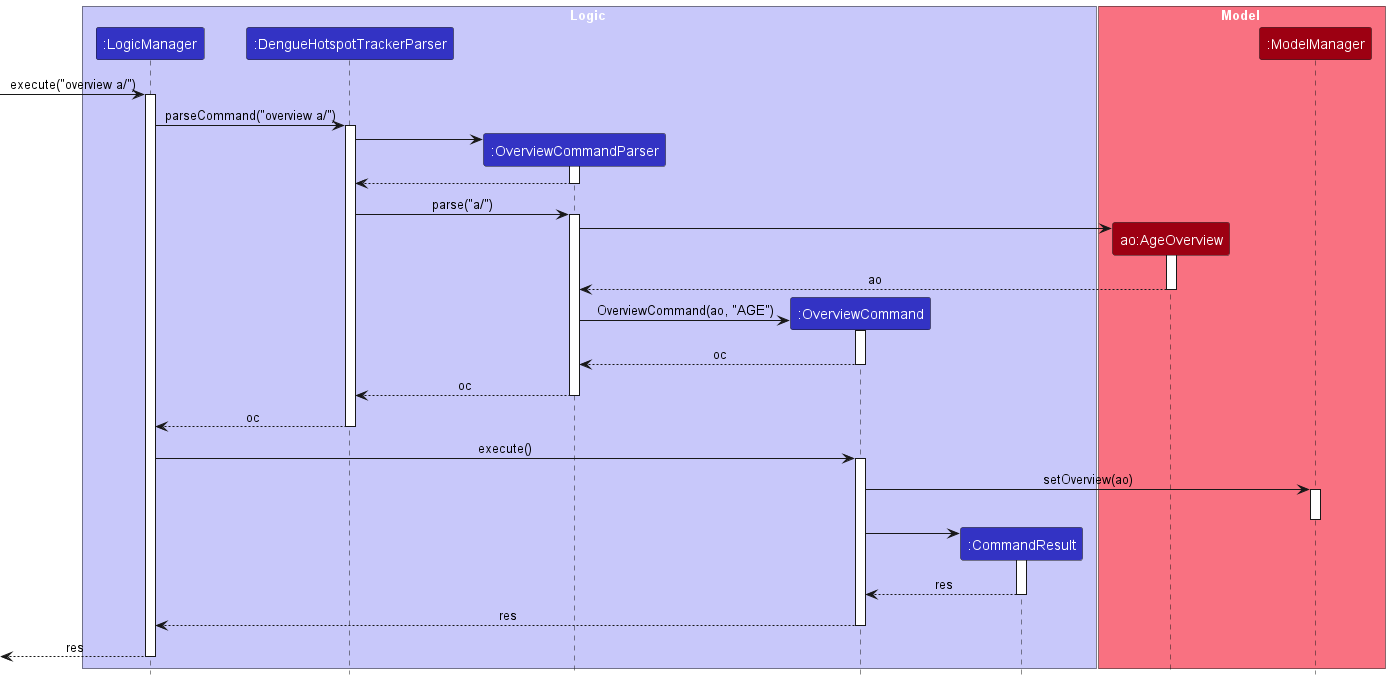 Logic
Model
:LogicManager
:DengueHotspotTrackerParser
:ModelManager
execute("overview a/")
parseCommand("overview a/")
:OverviewCommandParser
parse("a/")
ao:AgeOverview
ao
OverviewCommand(ao, "AGE")
:OverviewCommand
oc
oc
oc
execute()
setOverview(ao)
:CommandResult
res
res
res